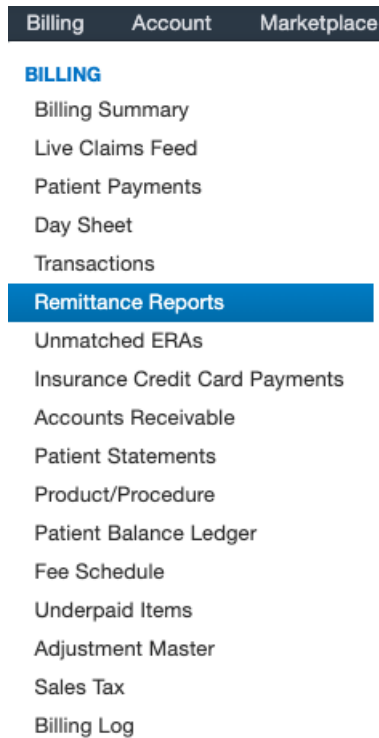 Billing Account Marketplace
BILLING
Billing Summary
Live Claims Feed
Patient Payments
Day Sheet
Transactions
Remittance Reports
Unmatched ERAs
Insurance Credit Card Payments
Accounts Receivable
Patient Statements
Product/Procedure
Patient Balance Ledger
Fee Schedule
Underpaid Items
Adjustment Master
Sales Tax
Billing Log